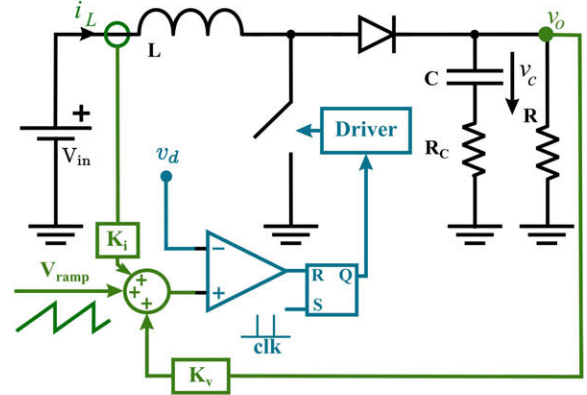 i_L
L
v_o
C
v_c
R
+
V_in
R_C
Driver
v_d
K_i
−
R Q
V_ramp
+
+
+
+
S
clk
K_v